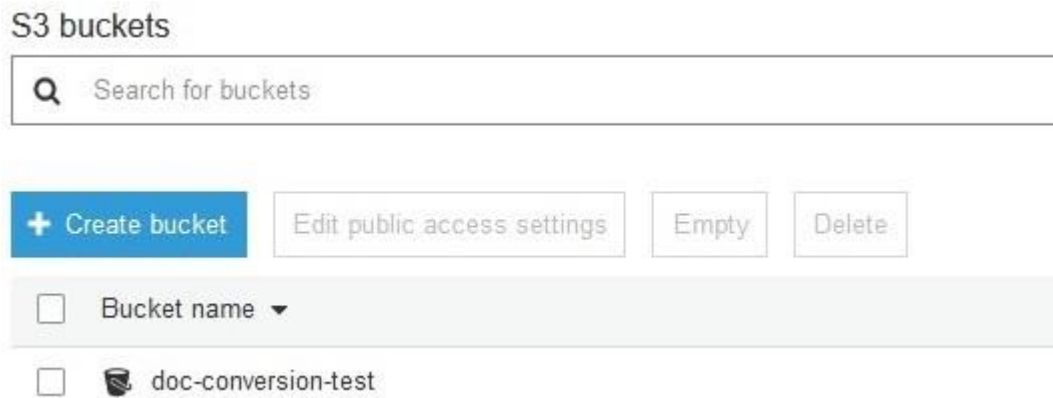 S3 buckets
Search for buckets
+ Create bucket Edit public access settings Empty Delete
Bucket name
doc-conversion-test